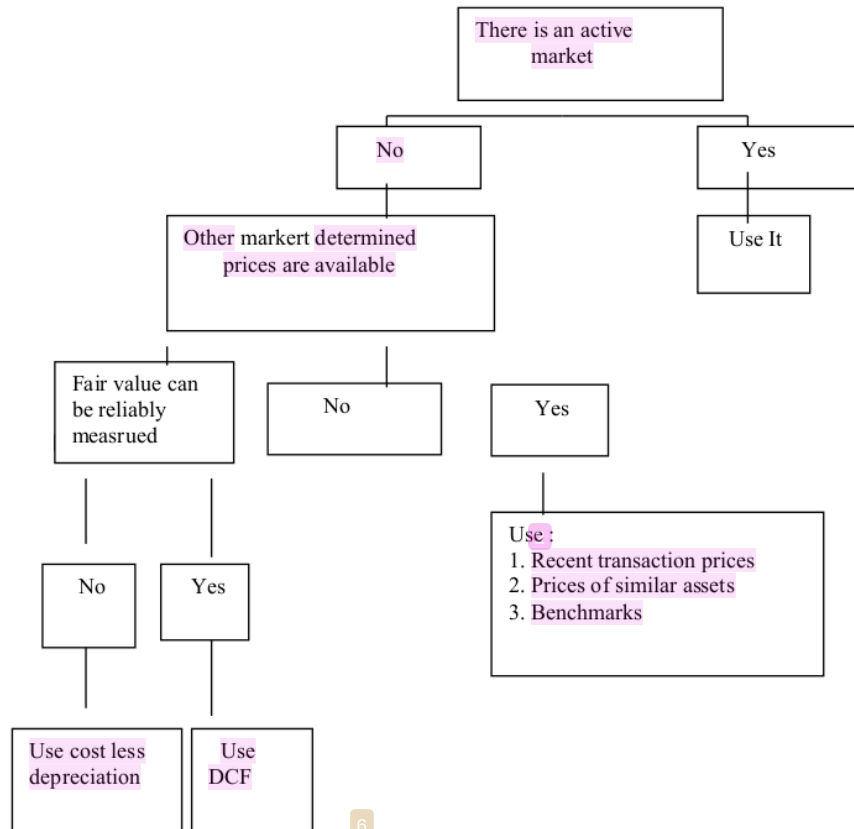 There is an active
market
No
Yes
Other markert determined
prices are available
Use It
Fair value can
be reliably
measrued
No
Yes
Use :
1. Recent transaction prices
2. Prices of similar assets
3. Benchmarks
No
Yes
Use cost less
depreciation
Use
DCF
6